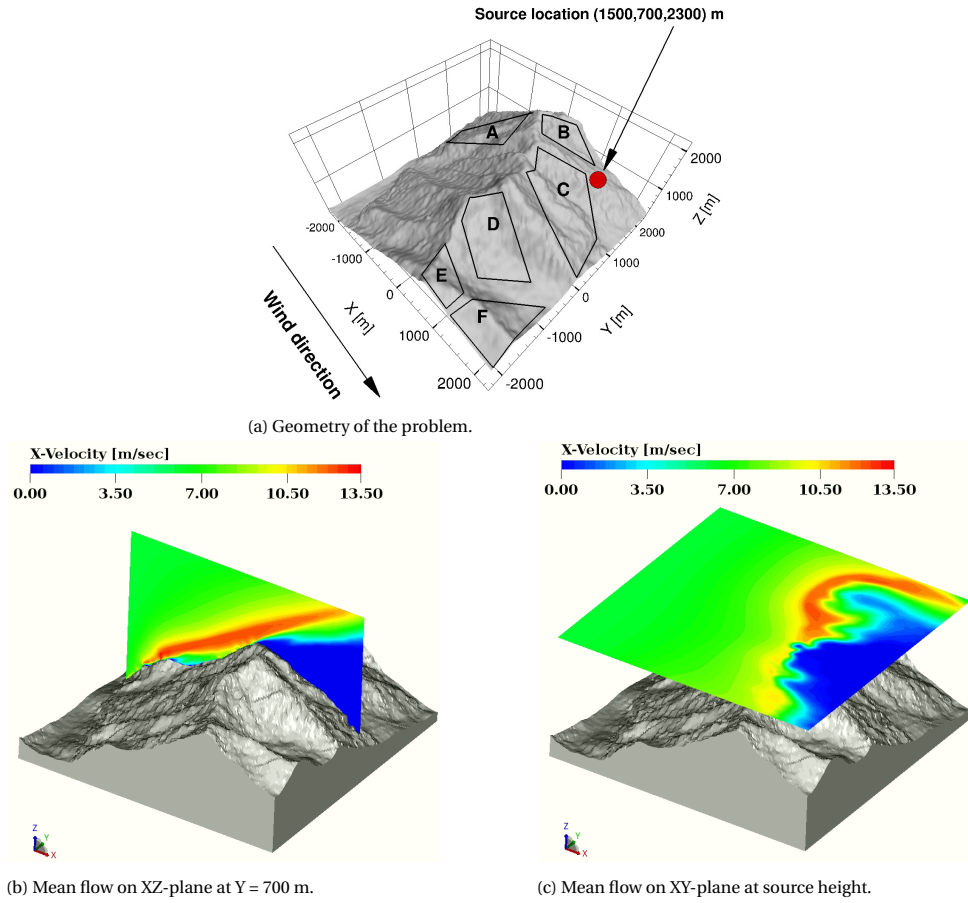 Source location (1500,700,2300) m
A
B
C
D
E
F
2000
1000
Z [m]
2000
1000
0
-1000
-2000
Y [m]
-2000
-1000
0
1000
2000
X [m]
Wind direction
(a) Geometry of the problem.
X-Velocity [m/sec]
0.00 3.50 7.00 10.50 13.50
Z
Y
X
(b) Mean flow on XZ-plane at Y = 700 m.
X-Velocity [m/sec]
0.00 3.50 7.00 10.50 13.50
Z
Y
X
(c) Mean flow on XY-plane at source height.